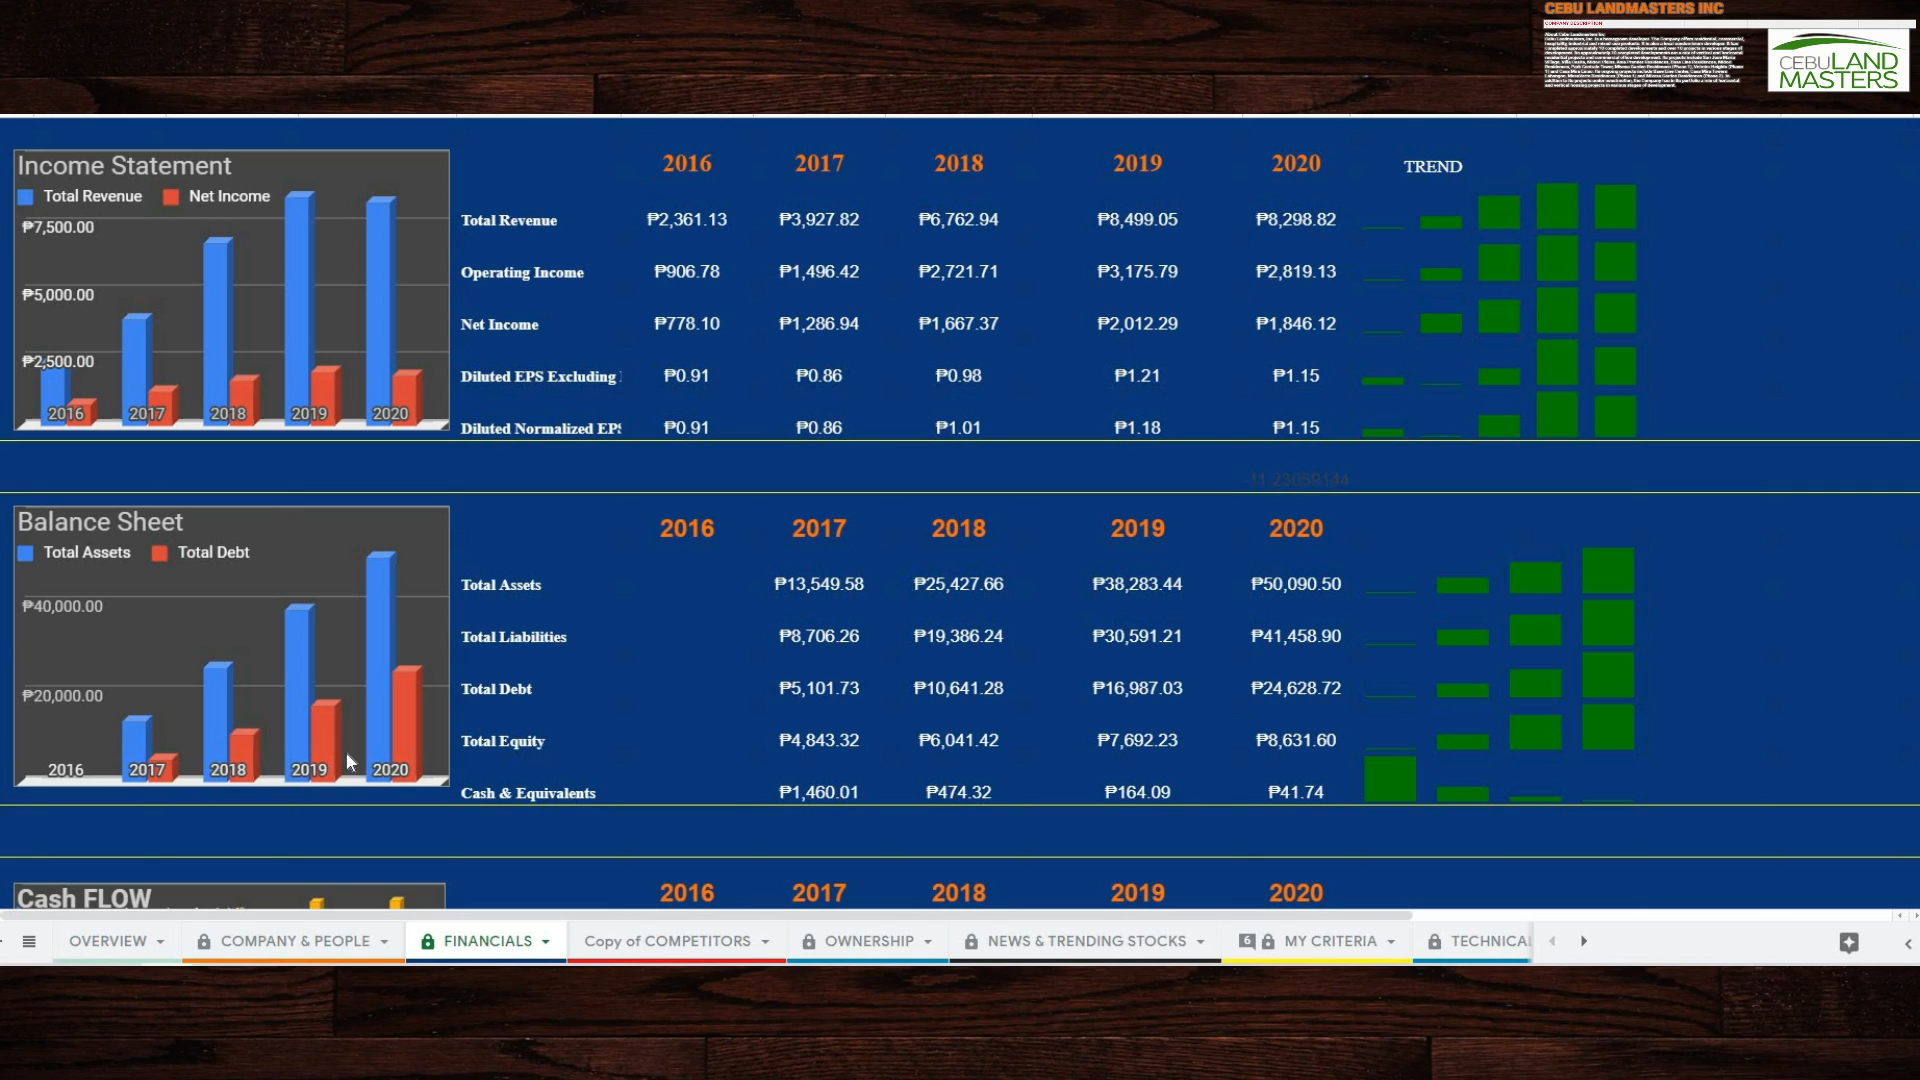 CEBU LANDMASTERS INC
COMPANY DESCRIPTION
CEBU LAND
MASTERS
Income Statement
Total Revenue Net Income
₱7,500.00
₱5,000.00
₱2,500.00
2016 2017 2018 2019 2020
2016 2017 2018 2019 2020 TREND
Total Revenue ₱2,361.13 ₱3,927.82 ₱6,762.94 ₱8,499.05 ₱8,298.82
Operating Income ₱906.78 ₱1,496.42 ₱2,721.71 ₱3,175.79 ₱2,819.13
Net Income ₱778.10 ₱1,286.94 ₱1,667.37 ₱2,012.29 ₱1,846.12
Diluted EPS Excluding ₱0.91 ₱0.86 ₱0.98 ₱1.21 ₱1.15
Diluted Normalized EPS ₱0.91 ₱0.86 ₱1.01 ₱1.18 ₱1.15
Balance Sheet
Total Assets Total Debt
₱40,000.00
₱20,000.00
2016 2017 2018 2019 2020
2016 2017 2018 2019 2020
Total Assets ₱13,549.58 ₱25,427.66 ₱38,283.44 ₱50,090.50
Total Liabilities ₱8,706.26 ₱19,386.24 ₱30,591.21 ₱41,458.90
Total Debt ₱5,101.73 ₱10,641.28 ₱16,987.03 ₱24,628.72
Total Equity ₱4,843.32 ₱6,041.42 ₱7,692.23 ₱8,631.60
Cash & Equivalents ₱1,460.01 ₱474.32 ₱164.09 ₱41.74
Cash FLOW
2016 2017 2018 2019 2020
OVERVIEW COMPANY & PEOPLE FINANCIALS Copy of COMPETITORS OWNERSHIP NEWS & TRENDING STOCKS 6 MY CRITERIA TECHNICAL